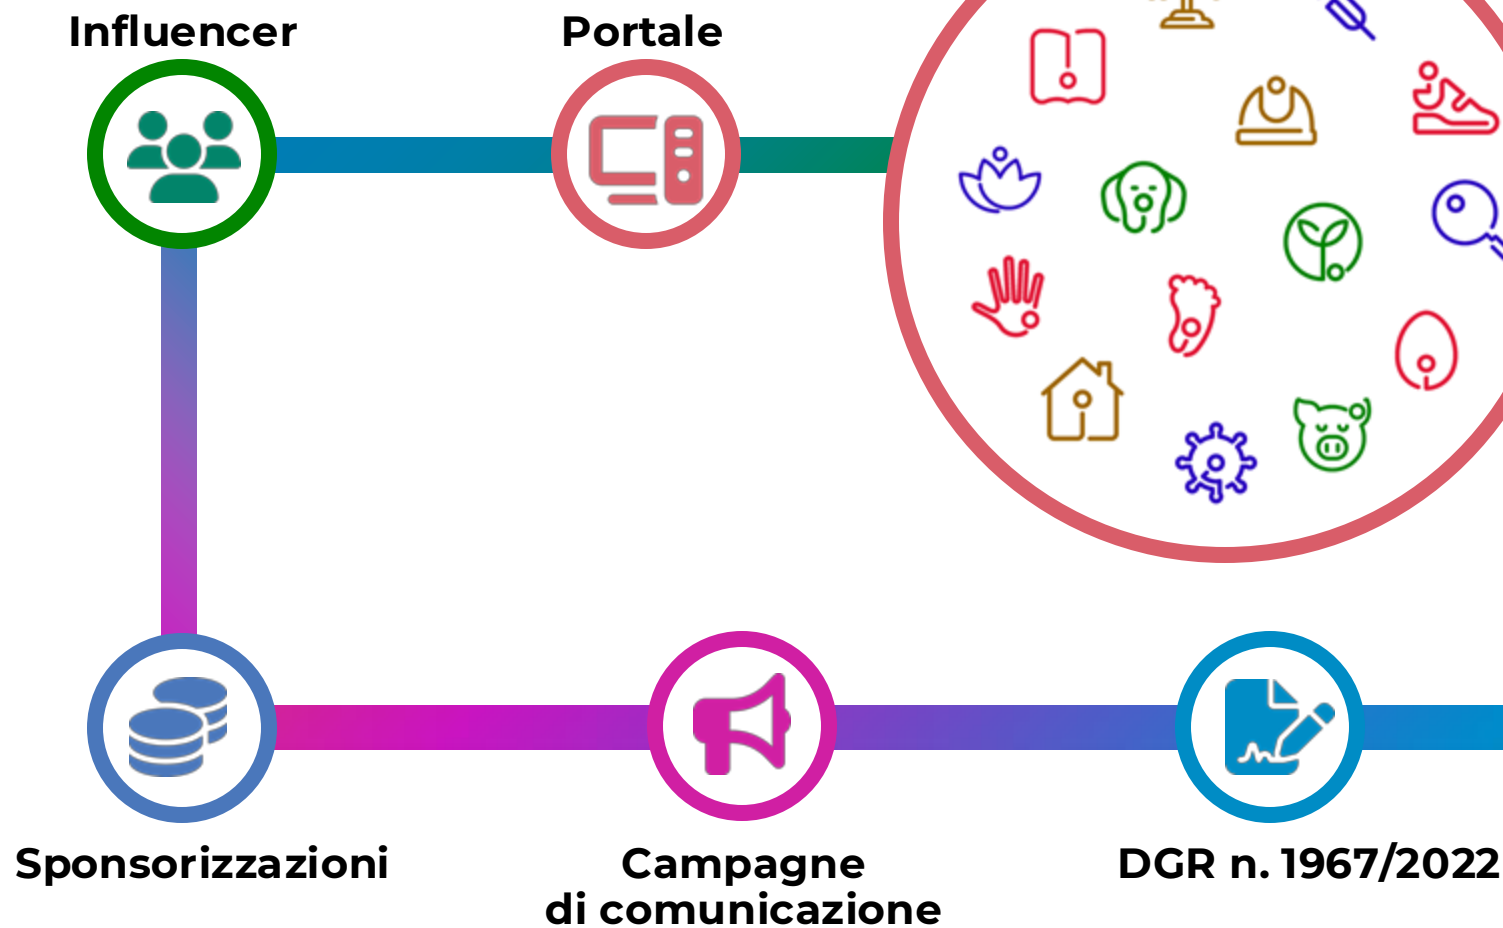 Influencer
Portale
Sponsorizzazioni
Campagne
di comunicazione
DGR n. 1967/2022